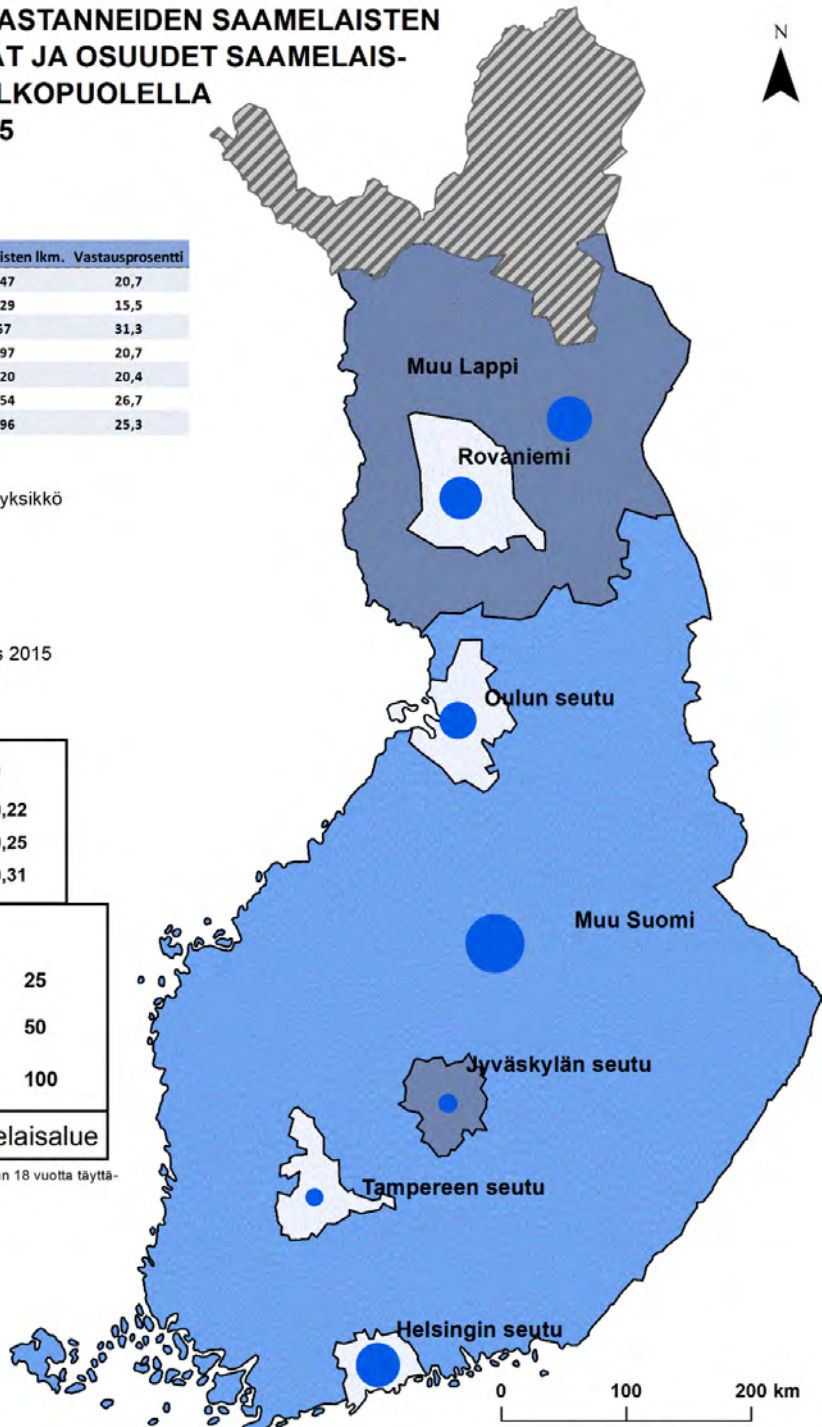 ASTANNEIDEN SAAMELAISTEN
AT JA OSUUDET SAAMELAIS-
LKOPUOLELLA
5
N
isten lkm. Vastausprosentti
47 20,7
29 15,5
67 31,3
97 20,7
20 20,4
54 26,7
96 25,3
yksikkö
s 2015
,22
,25
,31
25
50
100
elaisalue
n 18 vuotta täyttä-
Muu Lappi
Rovaniemi
Oulun seutu
Muu Suomi
Jyväskylän seutu
Tampereen seutu
Helsingin seutu
0 100 200 km